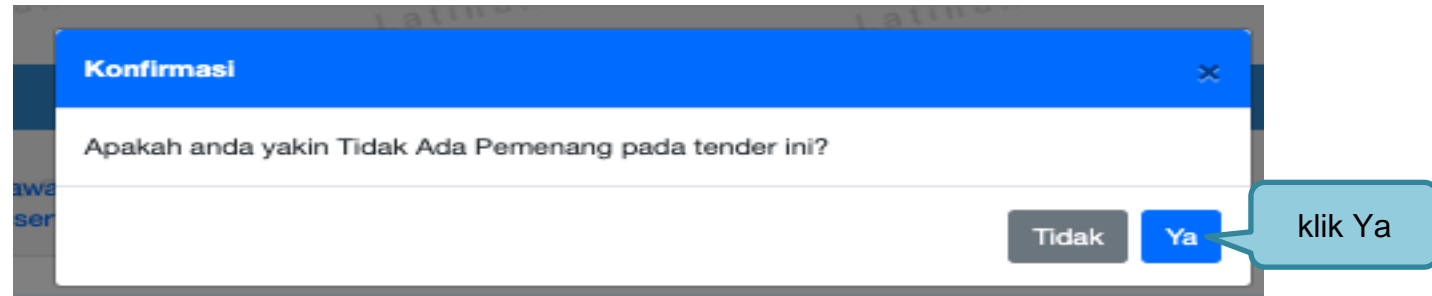 Konfirmasi ×
Apakah anda yakin Tidak Ada Pemenang pada tender ini?
Tidak Ya
klik Ya